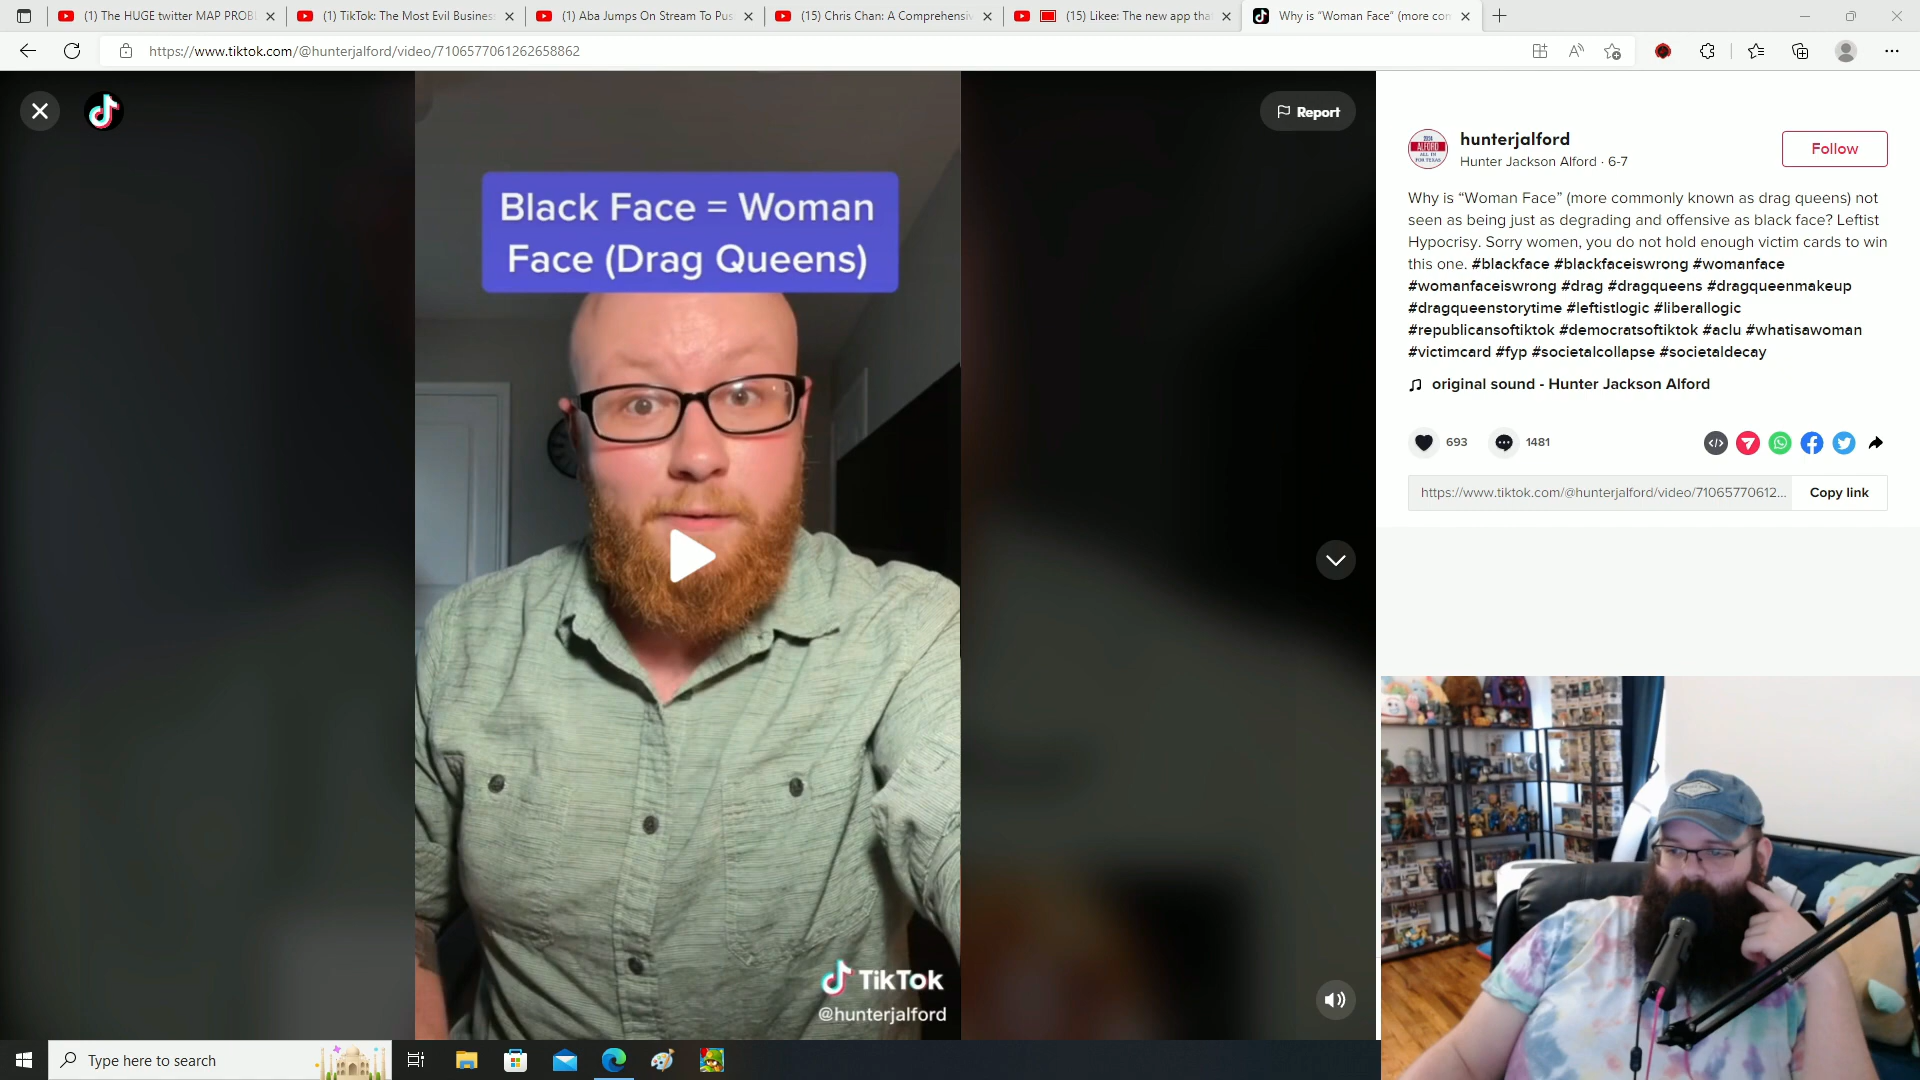 (1) The HUGE twitter MAP PROB
(1) TikTok: The Most Evil Business
(1) Aba Jumps On Stream To Pus
(15) Chris Chan: A Comprehensiv
(15) Likee: The new app tha
Why is “Woman Face” (more con
https://www.tiktok.com/@hunterjalford/video/7106577061262658862
Report
Black Face = Woman
Face (Drag Queens)
TikTok
@hunterjalford
ALFORD
hunterjalford
Hunter Jackson Alford · 6-7
Follow
Why is “Woman Face” (more commonly known as drag queens) not
seen as being just as degrading and offensive as black face? Leftist
Hypocrisy. Sorry women, you do not hold enough victim cards to win
this one. #blackface #blackfaceiswrong #womanface
#womanfaceiswrong #drag #dragqueens #dragqueenmakeup
#dragqueenstorytime #leftistlogic #liberallogic
#republicansoftiktok #democratsoftiktok #aclu #whatisawoman
#victimcard #fyp #societalcollapse #societaldecay
original sound - Hunter Jackson Alford
693
1481
https://www.tiktok.com/@hunterjalford/video/71065770612...
Copy link
Type here to search